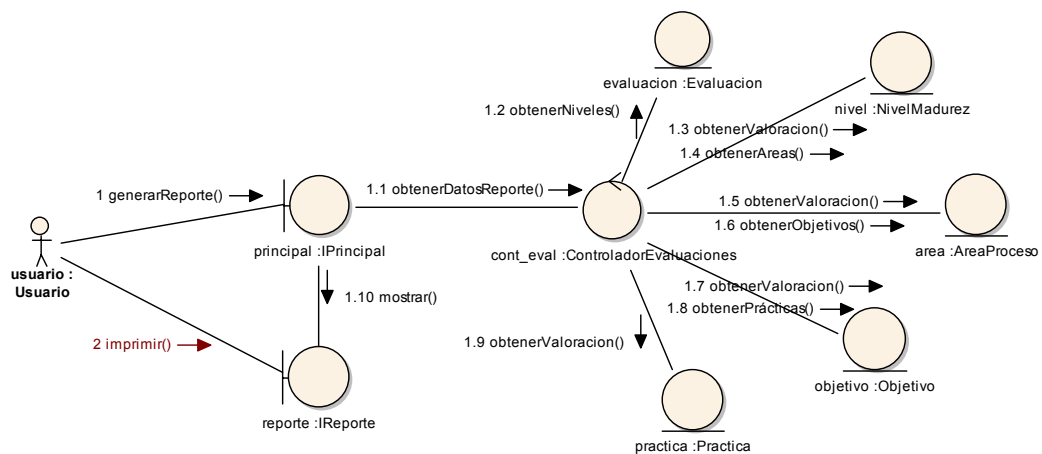 evaluacion :Evaluacion
1.2 obtenerNiveles()
nivel :NivelMadurez
1.3 obtenerValoracion()
1.4 obtenerAreas()
1 generarReporte()
1.1 obtenerDatosReporte()
1.5 obtenerValoracion()
1.6 obtenerObjetivos()
principal :IPrincipal
cont_eval :ControladorEvaluaciones
area :AreaProceso
usuario :
Usuario
1.10 mostrar()
1.7 obtenerValoracion()
1.8 obtenerPrácticas()
2 imprimir()
1.9 obtenerValoracion()
objetivo :Objetivo
reporte :IReporte
practica :Practica